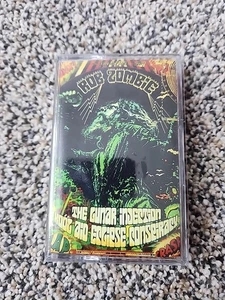 ROB ZOMBIE
THE LUNAR INJECTION
KOOL AID ECLIPSE CONSPIRACY